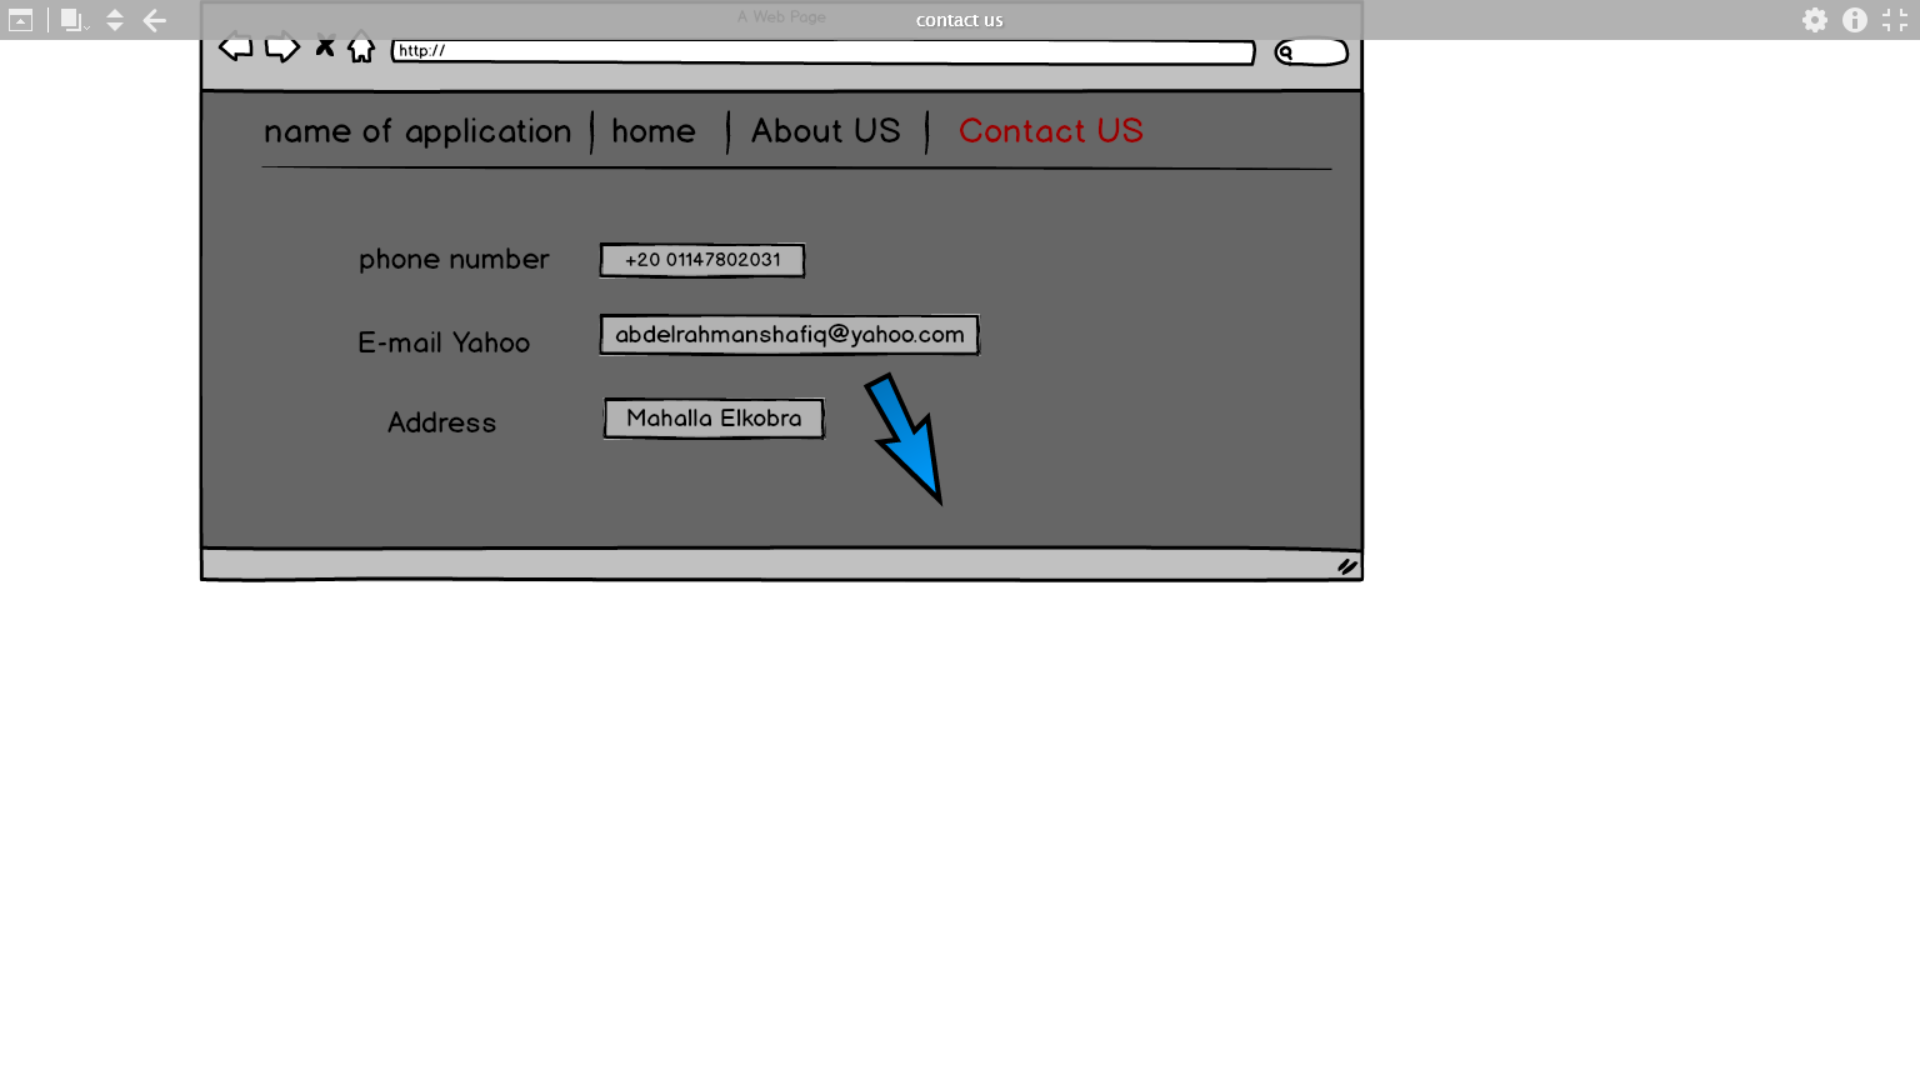 A Web Page
contact us
http://
name of application home About US Contact US
phone number +20 01147802031
E-mail Yahoo abdelrahmanshafiq@yahoo.com
Address Mahalla Elkobra